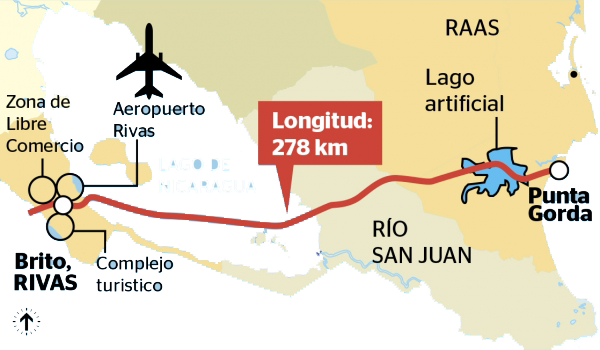 RAAS
Lago
artificial
Zona de
Libre
Comercio
Aeropuerto
Rivas
Longitud:
278 km
LAGO DE
NICARAGUA
Punta
Gorda
RÍO
SAN JUAN
Brito,
RIVAS
Complejo
turistico